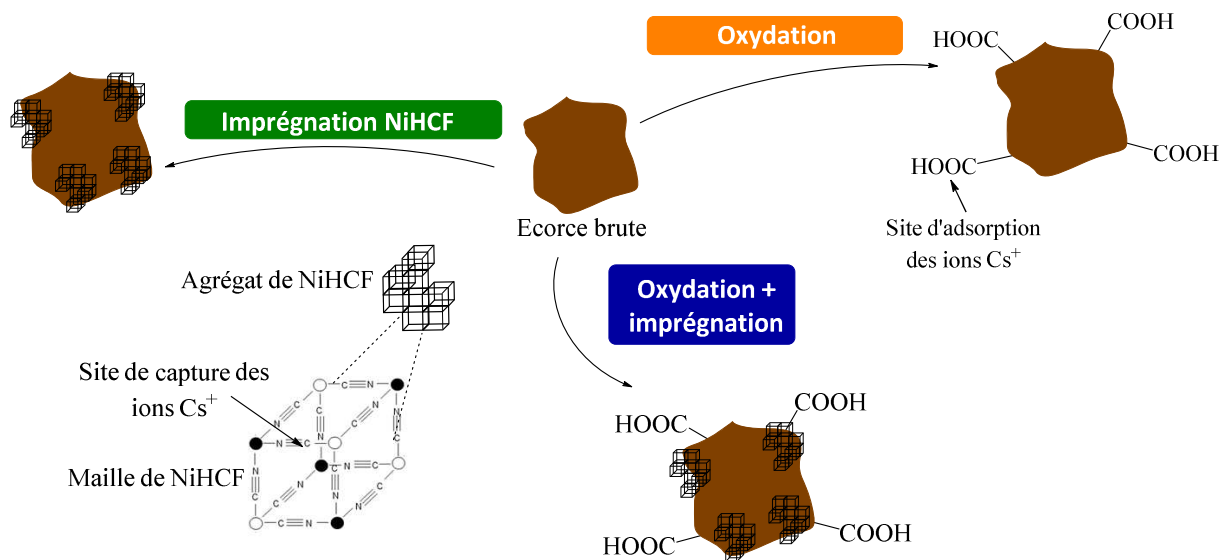 Oxydation
COOH
HOOC
HOOC
COOH
Site d'adsorption
des ions Cs⁺
Imprégnation NiHCF
Ecorce brute
Oxydation +
imprégnation
Agrégat de NiHCF
Site de capture des
ions Cs⁺
Maille de NiHCF
C≡N
C≡N
N≡C
N≡C
C≡N
C≡N
N≡C
N≡C
N≡C
C≡N
C≡N
C≡N
HOOC
COOH
HOOC
COOH